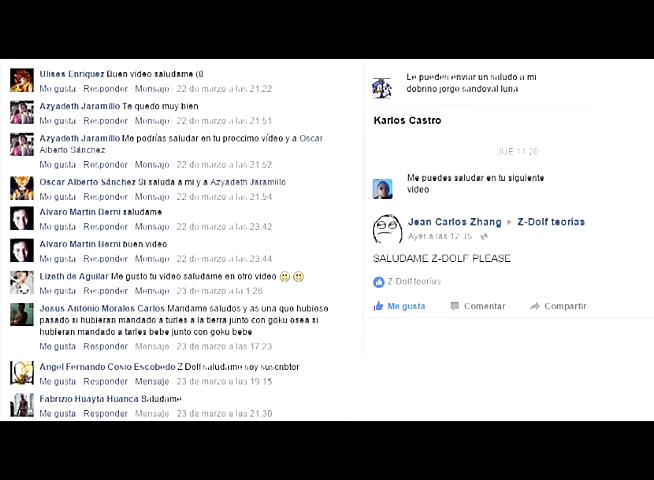 Ulises Enriquez Buen video saludame (8
Me gusta · Responder · Mensaje · 22 de marzo a las 21:22
Azyadeth Jaramillo Te quedo muy bien
Me gusta · Responder · Mensaje · 22 de marzo a las 21:51
Azyadeth Jaramillo Me podrías saludar en tu proccimo vídeo y a Oscar
Alberto Sánchez
Me gusta · Responder · Mensaje · 22 de marzo a las 21:52
Oscar Alberto Sánchez Si saluda a mi y a Azyadeth Jaramillo
Me gusta · Responder · Mensaje · 22 de marzo a las 21:54
Alvaro Martin Berni saludame
Me gusta · Responder · Mensaje · 22 de marzo a las 23:42
Alvaro Martin Berni buen video
Me gusta · Responder · Mensaje · 22 de marzo a las 23:44
Lizeth de Aguilar Me gusto tu video saludame en otro video
Me gusta · Responder · Mensaje · 23 de marzo a la 1:26
Jesus Antonio Morales Carlos Mandame saludos y as una que hubiese
pasado si hubieran mandado a turles a la tierra junton con goku osea si
hubieran mandado a tarles bebe junto con goku bebe
Me gusta · Responder · Mensaje · 23 de marzo a las 17:23
Angel Fernando Cosio Escobedo Z Dolf saludame soy suscribtor
Me gusta · Responder · Mensaje · 23 de marzo a las 19:15
Fabrizio Huayta Huanca Saludame
Me gusta · Responder · Mensaje · 23 de marzo a las 21:30
Le puedes enviar un saludo a mi
dobrino jorge sandoval luna
Karlos Castro
JUE 11:20
Me puedes saludar en tu siguiente
video
Jean Carlos Zhang ▸ Z-Dolf teorías
Ayer a las 12:35
SALUDAME Z-DOLF PLEASE
Z-Dolf teorías
Me gusta Comentar Compartir